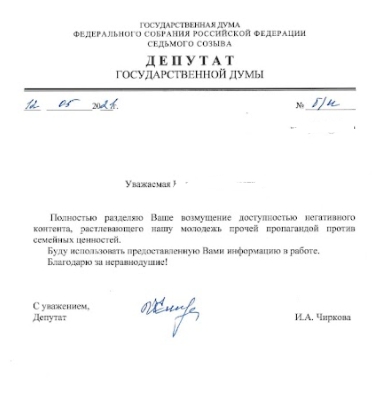 ГОСУДАРСТВЕННАЯ ДУМА
ФЕДЕРАЛЬНОГО СОБРАНИЯ РОССИЙСКОЙ ФЕДЕРАЦИИ
СЕДЬМОГО СОЗЫВА
ДЕПУТАТ
ГОСУДАРСТВЕННОЙ ДУМЫ
12 05 2021. № б/н
Уважаемая
Полностью разделяю Ваше возмущение доступностью негативного
контента, растлевающего нашу молодежь прочей пропагандой против
семейных ценностей.
Буду использовать предоставленную Вами информацию в работе.
Благодарю за неравнодушие!
С уважением,
Депутат И.А. Чиркова